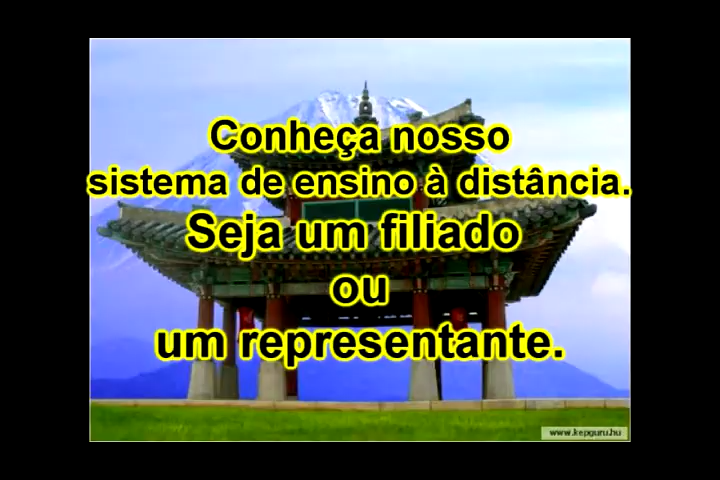 Conheça nosso
sistema de ensino à distância.
Seja um filiado
ou
um representante.
www.kepguru.hu